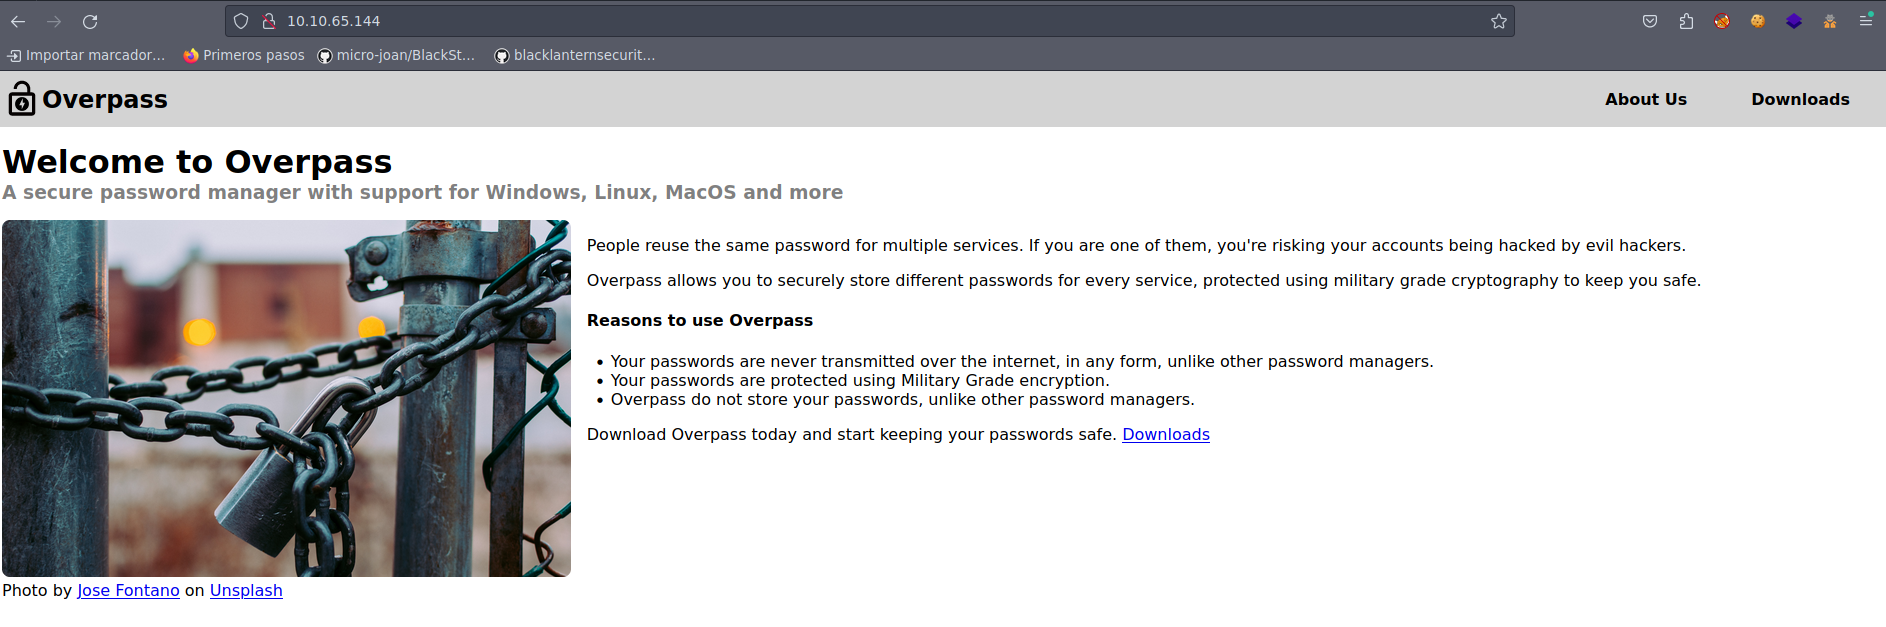 10.10.65.144
Importar marcador...
Primeros pasos
micro-joan/BlackSt...
blacklanternsecurit...
Overpass
About Us
Downloads
Welcome to Overpass
A secure password manager with support for Windows, Linux, MacOS and more
People reuse the same password for multiple services. If you are one of them, you're risking your accounts being hacked by evil hackers.
Overpass allows you to securely store different passwords for every service, protected using military grade cryptography to keep you safe.
Reasons to use Overpass
• Your passwords are never transmitted over the internet, in any form, unlike other password managers.
• Your passwords are protected using Military Grade encryption.
• Overpass do not store your passwords, unlike other password managers.
Download Overpass today and start keeping your passwords safe. Downloads
Photo by Jose Fontano on Unsplash